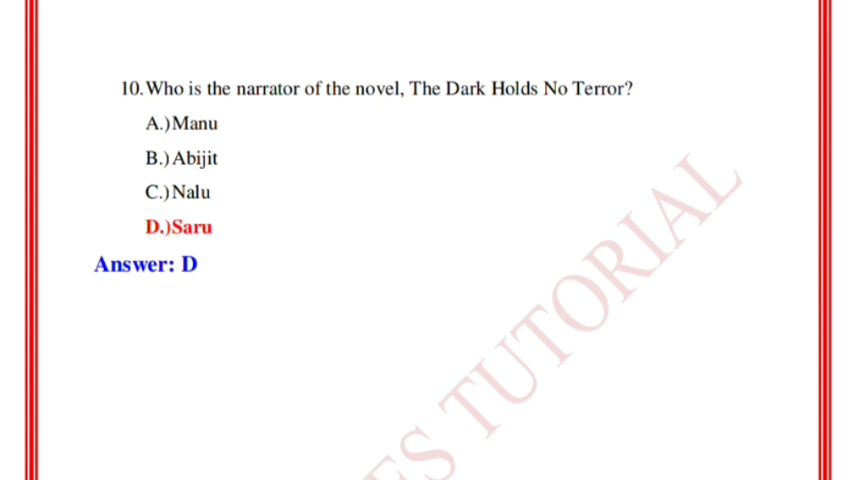 10.Who is the narrator of the novel, The Dark Holds No Terror?
A.)Manu
B.)Abijit
C.)Nalu
D.)Saru
Answer: D
TUTORIAL